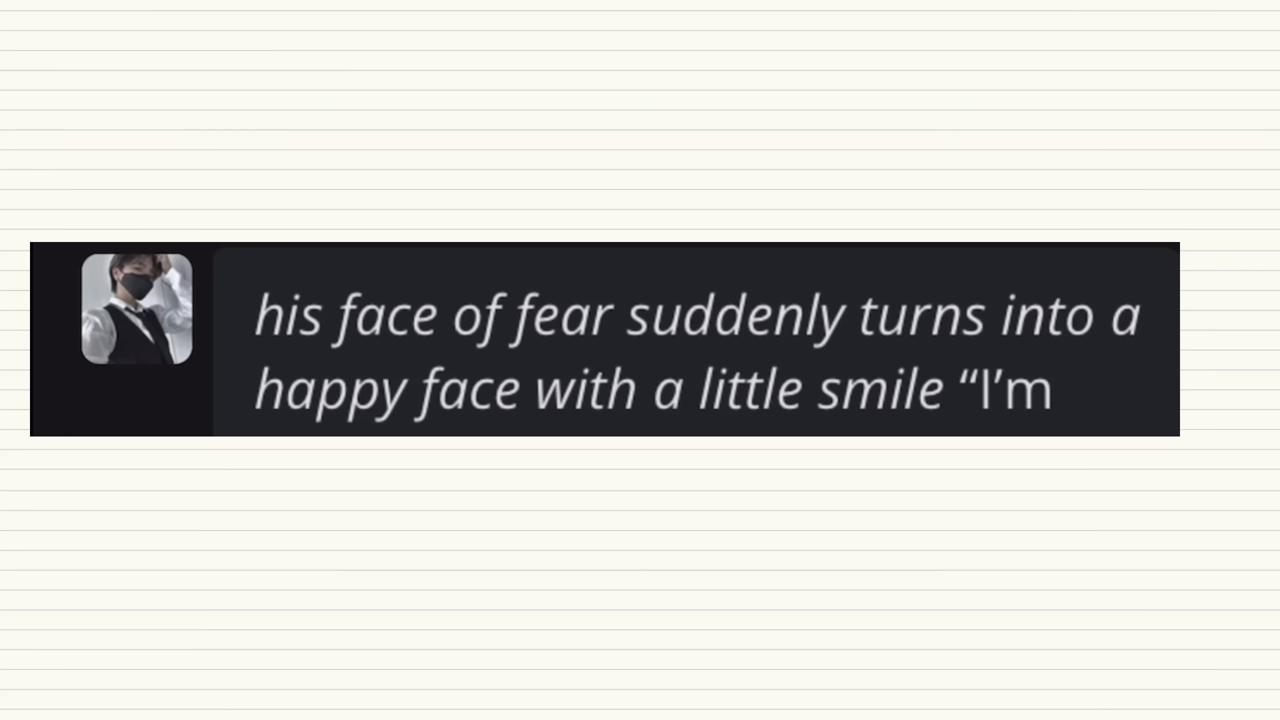 his face of fear suddenly turns into a
happy face with a little smile “I’m